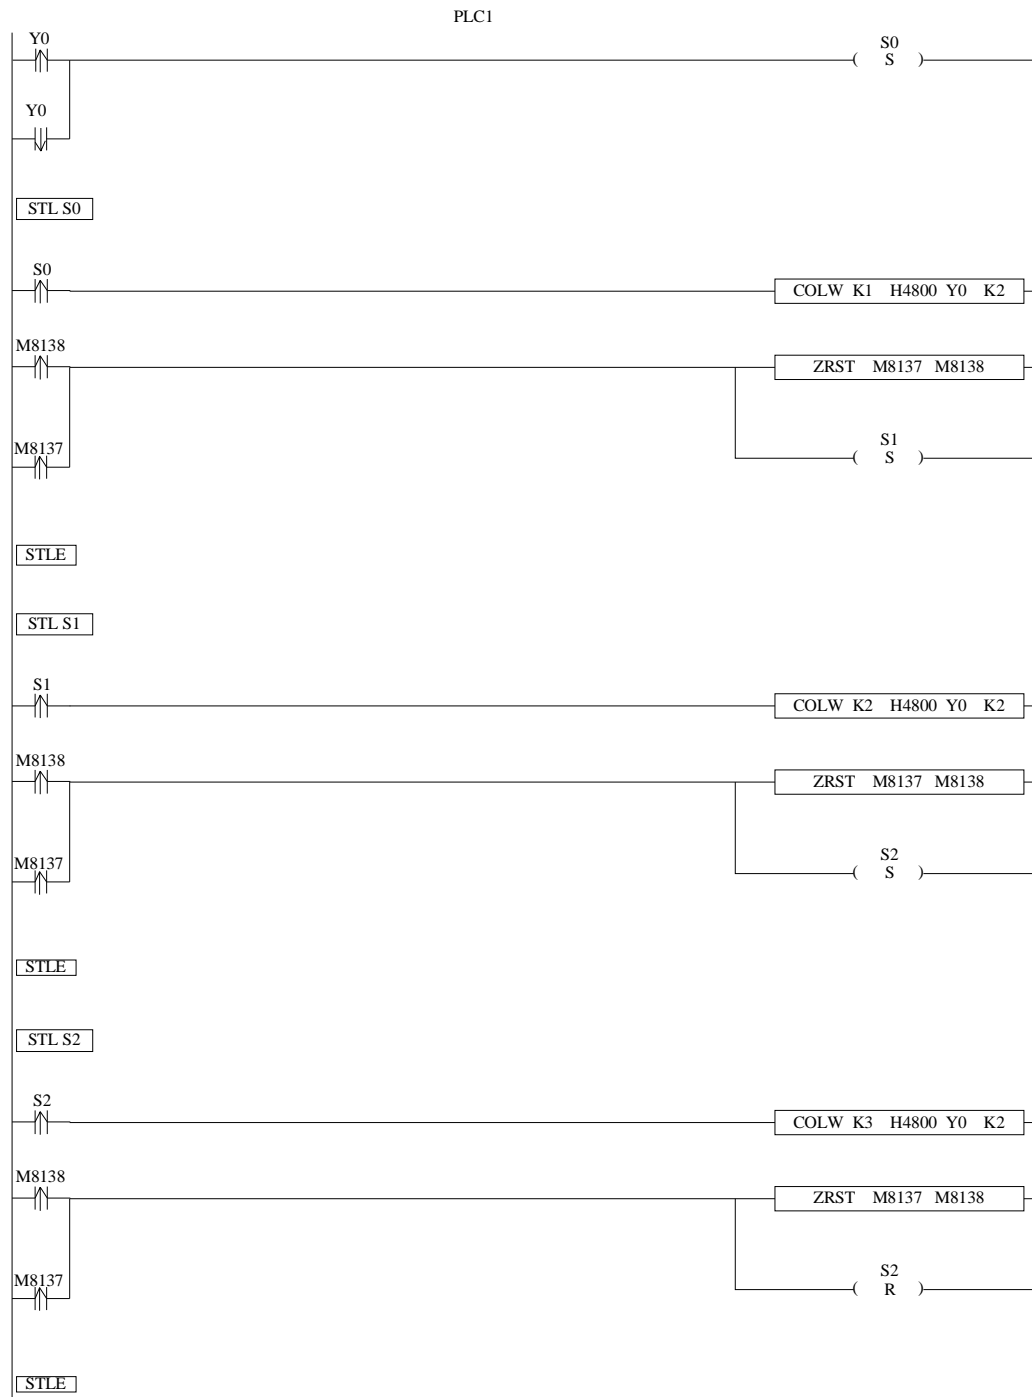 PLC1
Y0
S0
( S )
Y0
STL S0
S0
COLW K1 H4800 Y0 K2
M8138
ZRST M8137 M8138
M8137
S1
( S )
STLE
STL S1
S1
COLW K2 H4800 Y0 K2
M8138
ZRST M8137 M8138
M8137
S2
( S )
STLE
STL S2
S2
COLW K3 H4800 Y0 K2
M8138
ZRST M8137 M8138
M8137
S2
( R )
STLE